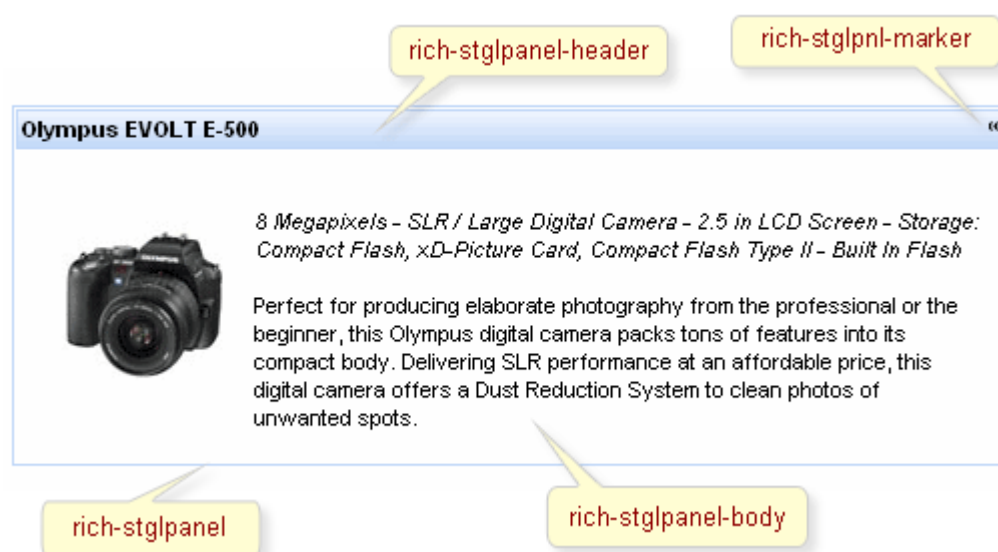 rich-stglpanel-header
rich-stglpnl-marker
Olympus EVOLT E-500
«
8 Megapixels - SLR / Large Digital Camera - 2.5 in LCD Screen - Storage:
Compact Flash, xD-Picture Card, Compact Flash Type II - Built In Flash
OLYMPUS
Perfect for producing elaborate photography from the professional or the
beginner, this Olympus digital camera packs tons of features into its
compact body. Delivering SLR performance at an affordable price, this
digital camera offers a Dust Reduction System to clean photos of
unwanted spots.
rich-stglpanel
rich-stglpanel-body